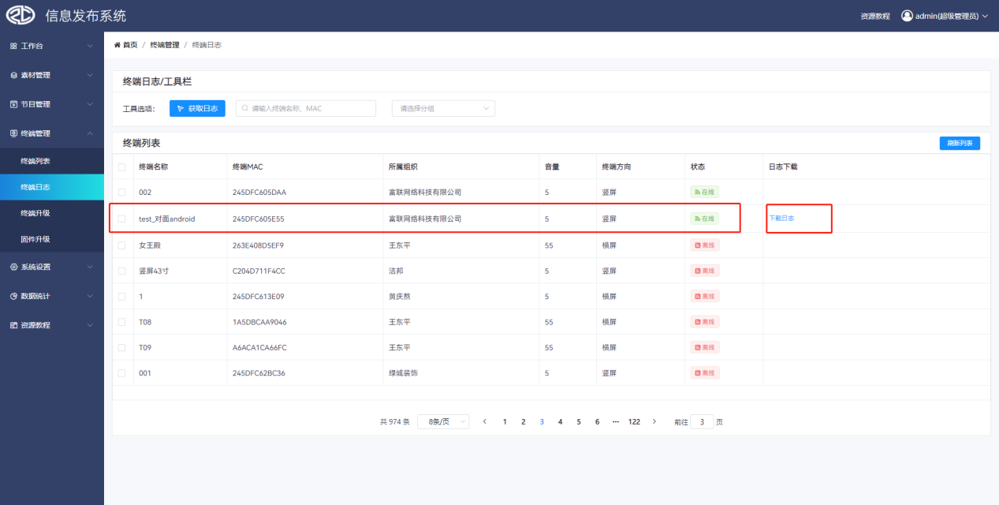 信息发布系统
资源教程 admin(超级管理员)
工作台
素材管理
节目管理
终端管理
终端列表
终端日志
终端升级
固件升级
系统设置
数据统计
资源教程
首页 / 终端管理 / 终端日志
终端日志/工具栏
工具选项: 获取日志 请输入终端名称、MAC 请选择分组
终端列表 刷新列表
终端名称 终端MAC 所属组织 音量 终端方向 状态 日志下载
002 245DFC605DAA 富联网络科技有限公司 5 竖屏 在线
test_对面android 245DFC605E55 富联网络科技有限公司 5 竖屏 在线 下载日志
女王殿 263E408D5EF9 王东平 55 横屏 离线
竖屏43寸 C204D711F4CC 洁邦 5 竖屏 离线
1 245DFC613E09 黄庆熬 5 横屏 离线
T08 1A5DBCAA9046 王东平 55 横屏 离线
T09 A6ACA1CA66FC 王东平 55 横屏 离线
001 245DFC62BC36 绿城装饰 5 竖屏 离线
共 974 条 8条/页 1 2 3 4 5 6 ··· 122 前往 3 页